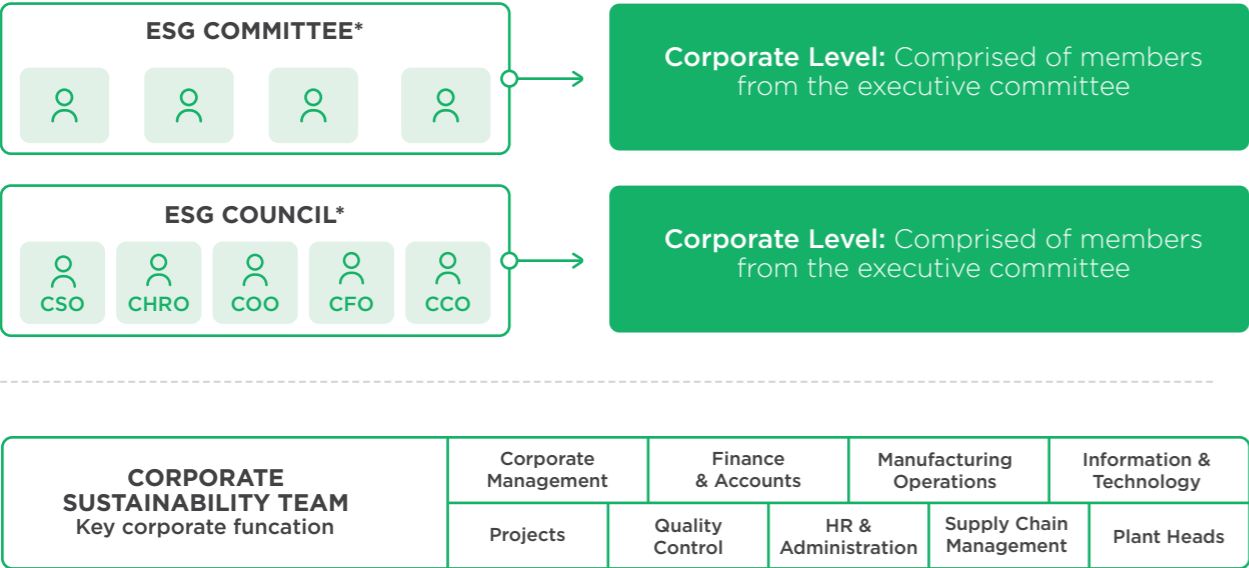 ESG COMMITTEE*
Corporate Level: Comprised of members
from the executive committee
ESG COUNCIL*
CSO
CHRO
COO
CFO
CCO
Corporate Level: Comprised of members
from the executive committee
CORPORATE
SUSTAINABILITY TEAM
Key corporate funcation
Corporate
Management
Finance
& Accounts
Manufacturing
Operations
Information &
Technology
Projects
Quality
Control
HR &
Administration
Supply Chain
Management
Plant Heads